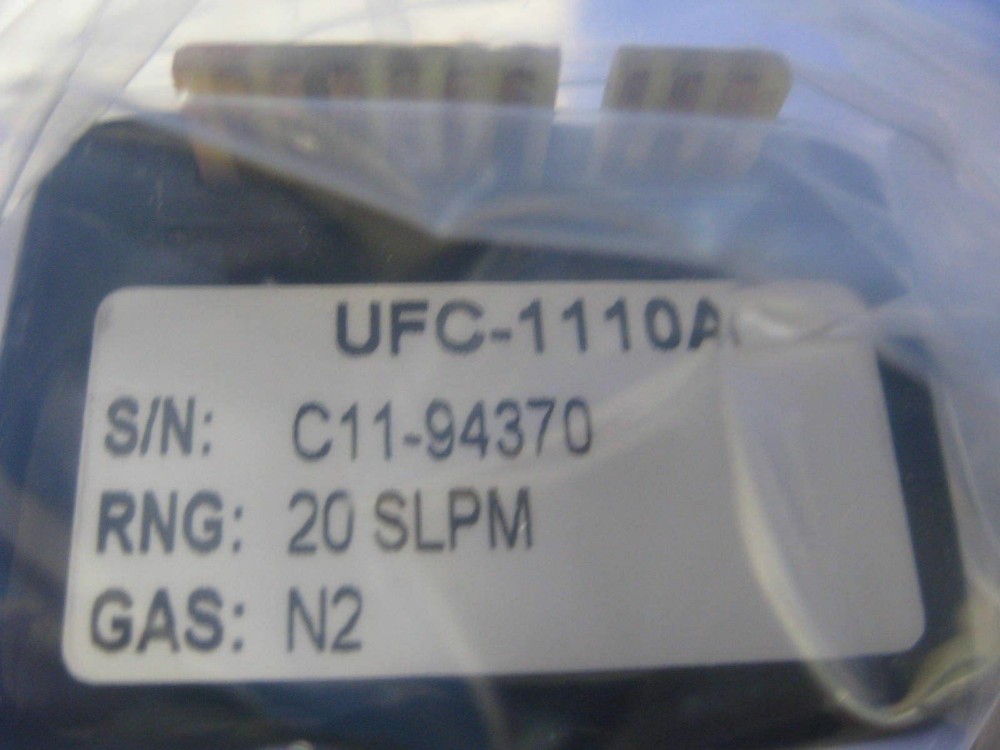 UFC-1110A
S/N: C11-94370
RNG: 20 SLPM
GAS: N2